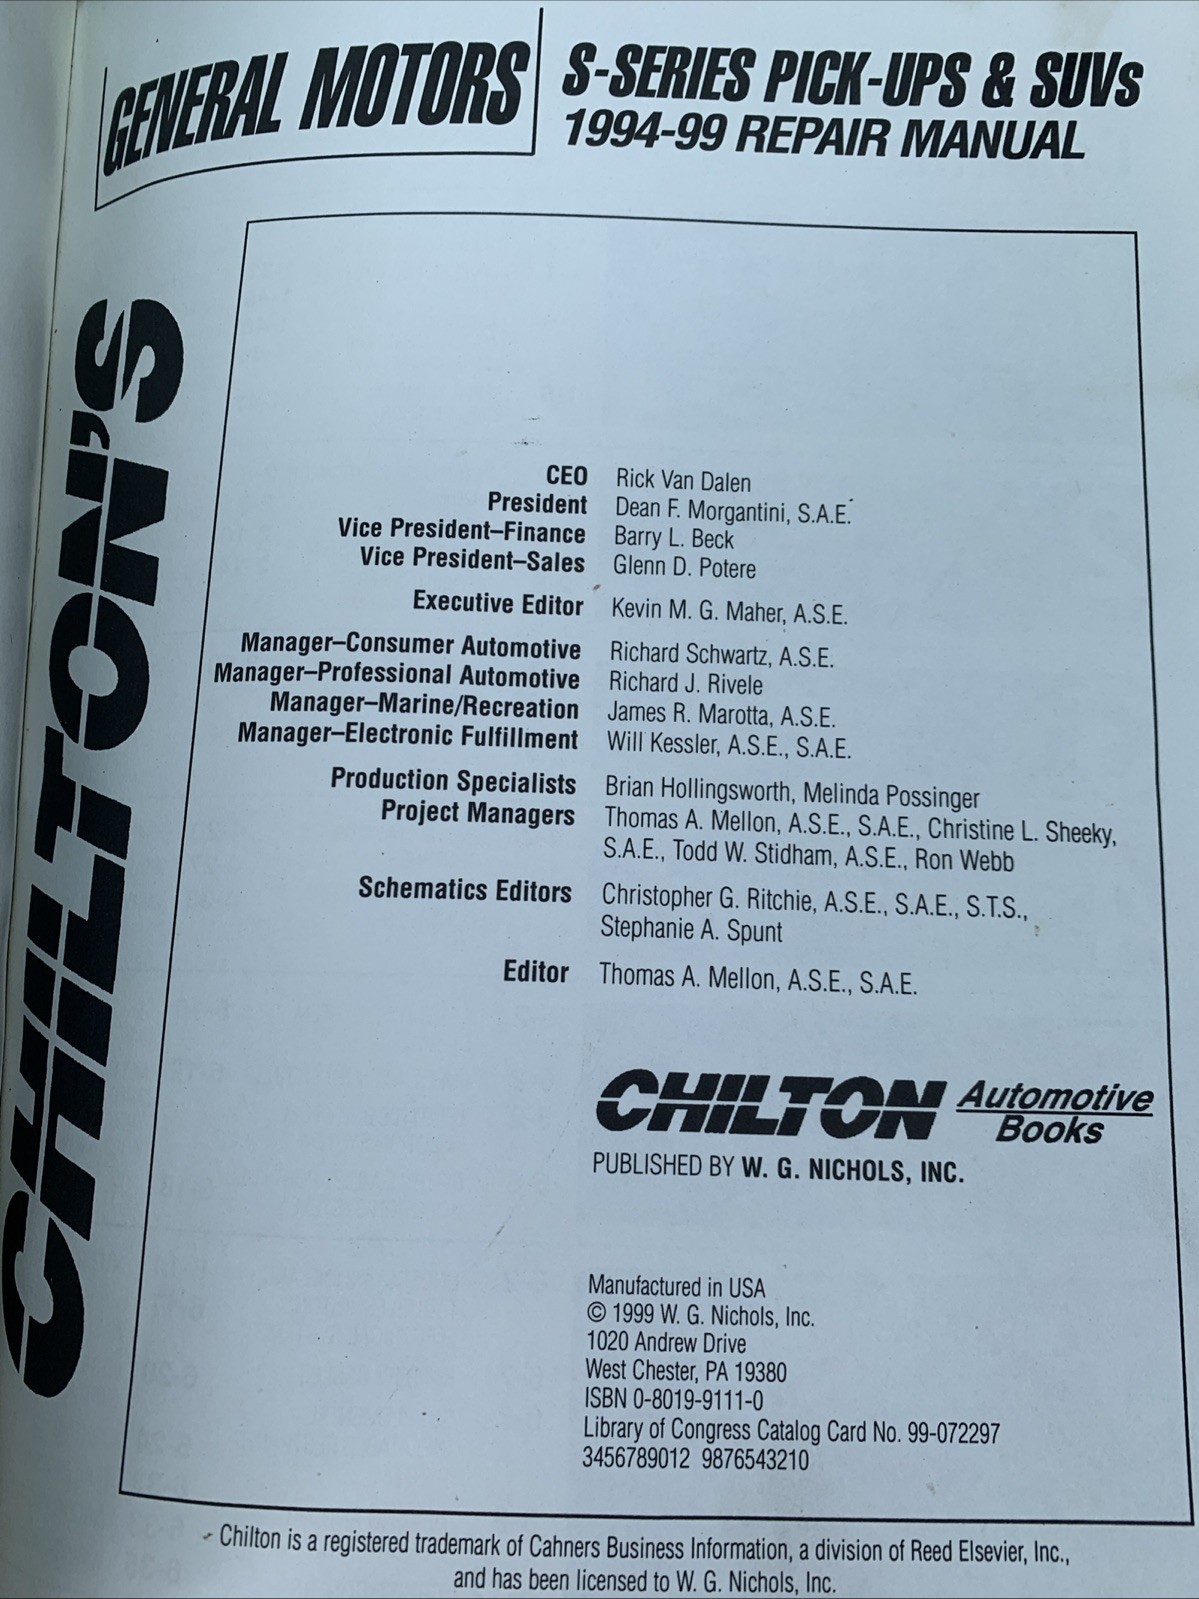 GENERAL MOTORS
S-SERIES PICK-UPS & SUVs
1994-99 REPAIR MANUAL
CHILTON'S
CEO Rick Van Dalen
President Dean F. Morgantini, S.A.E.
Vice President–Finance Barry L. Beck
Vice President–Sales Glenn D. Potere
Executive Editor Kevin M. G. Maher, A.S.E.
Manager–Consumer Automotive Richard Schwartz, A.S.E.
Manager–Professional Automotive Richard J. Rivele
Manager–Marine/Recreation James R. Marotta, A.S.E.
Manager–Electronic Fulfillment Will Kessler, A.S.E., S.A.E.
Production Specialists Brian Hollingsworth, Melinda Possinger
Project Managers Thomas A. Mellon, A.S.E., S.A.E., Christine L. Sheeky,
S.A.E., Todd W. Stidham, A.S.E., Ron Webb
Schematics Editors Christopher G. Ritchie, A.S.E., S.A.E., S.T.S.,
Stephanie A. Spunt
Editor Thomas A. Mellon, A.S.E., S.A.E.
CHILTON Automotive
Books
PUBLISHED BY W. G. NICHOLS, INC.
Manufactured in USA
© 1999 W. G. Nichols, Inc.
1020 Andrew Drive
West Chester, PA 19380
ISBN 0-8019-9111-0
Library of Congress Catalog Card No. 99-072297
3456789012 9876543210
Chilton is a registered trademark of Cahners Business Information, a division of Reed Elsevier, Inc.,
and has been licensed to W. G. Nichols, Inc.